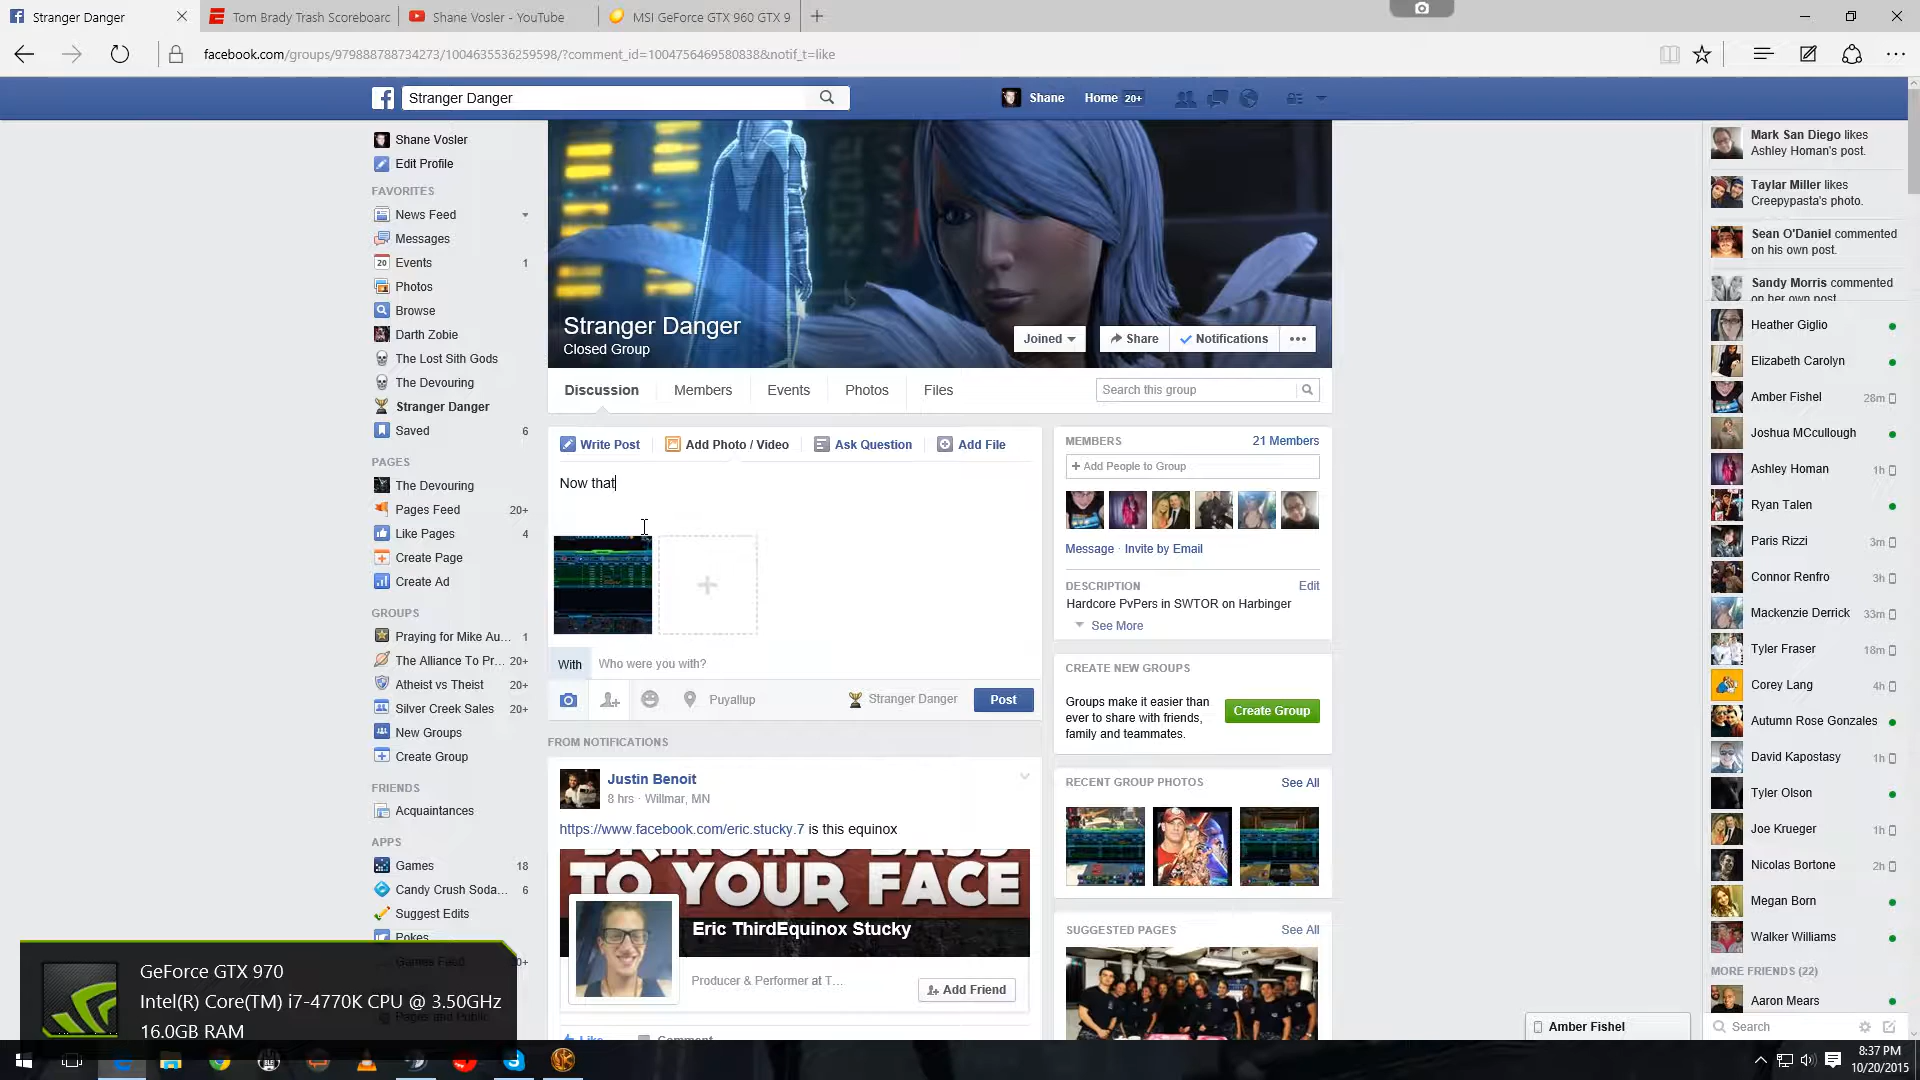 Stranger Danger
Tom Brady Trash Scoreboarc
Shane Vosler - YouTube
MSI GeForce GTX 960 GTX 9
facebook.com/groups/979888788734273/1004635536259598/?comment_id=1004756469580838&notif_t=like
Stranger Danger
Shane
Home 20+
Shane Vosler
Edit Profile
FAVORITES
News Feed
Messages
20 Events 1
Photos
Browse
Darth Zobie
The Lost Sith Gods
The Devouring
Stranger Danger
Saved 6
PAGES
The Devouring
Pages Feed 20+
Like Pages 4
Create Page
Create Ad
GROUPS
Praying for Mike Au... 1
The Alliance To Pr... 20+
Atheist vs Theist 20+
Silver Creek Sales 20+
New Groups
Create Group
FRIENDS
Acquaintances
APPS
Games 18
Candy Crush Soda... 6
Suggest Edits
Pokes
Games Feed 0+
Stranger Danger
Closed Group
Joined
Share
Notifications
Discussion
Members
Events
Photos
Files
Search this group
Write Post
Add Photo / Video
Ask Question
Add File
Now that
With Who were you with?
Puyallup
Stranger Danger
Post
FROM NOTIFICATIONS
Justin Benoit
8 hrs · Willmar, MN
https://www.facebook.com/eric.stucky.7 is this equinox
BRINGING BASS
TO YOUR FACE
Eric ThirdEquinox Stucky
Producer & Performer at T...
Add Friend
Like Comment
MEMBERS 21 Members
+ Add People to Group
Message · Invite by Email
DESCRIPTION Edit
Hardcore PvPers in SWTOR on Harbinger
See More
CREATE NEW GROUPS
Groups make it easier than
ever to share with friends,
family and teammates.
Create Group
RECENT GROUP PHOTOS See All
SUGGESTED PAGES See All
Mark San Diego likes
Ashley Homan's post.
Taylar Miller likes
Creepypasta's photo.
Sean O'Daniel commented
on his own post.
Sandy Morris commented
on her own post
Heather Giglio
Elizabeth Carolyn
Amber Fishel 28m
Joshua MCcullough
Ashley Homan 1h
Ryan Talen
Paris Rizzi 3m
Connor Renfro 3h
Mackenzie Derrick 33m
Tyler Fraser 18m
Corey Lang 4h
Autumn Rose Gonzales
David Kapostasy 1h
Tyler Olson
Joe Krueger 1h
Nicolas Bortone 2h
Megan Born
Walker Williams
MORE FRIENDS (22)
Aaron Mears
Search
Amber Fishel
GeForce GTX 970
Intel(R) Core(TM) i7-4770K CPU @ 3.50GHz
16.0GB RAM
8:37 PM
10/20/2015